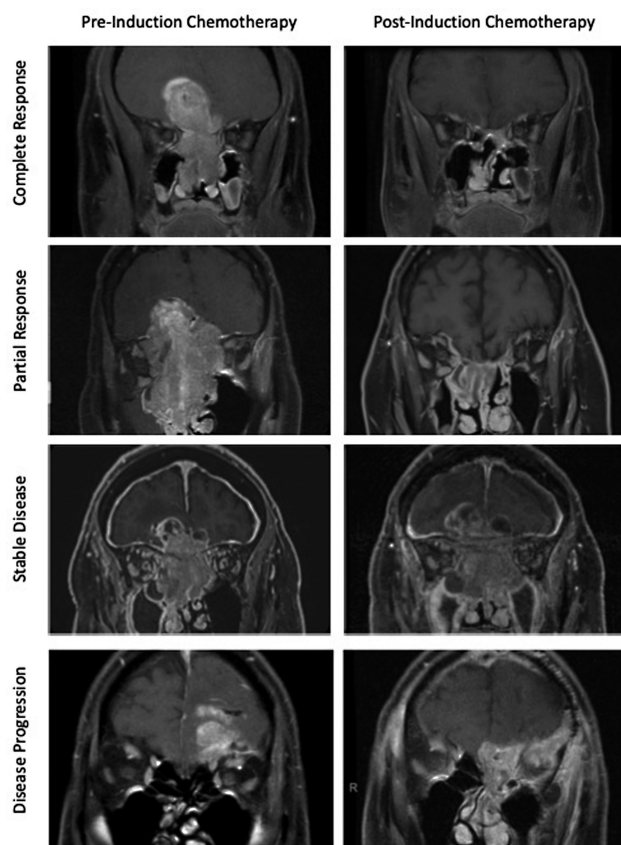 Pre-Induction Chemotherapy
Post-Induction Chemotherapy
Complete Response
Partial Response
Stable Disease
Disease Progression
R